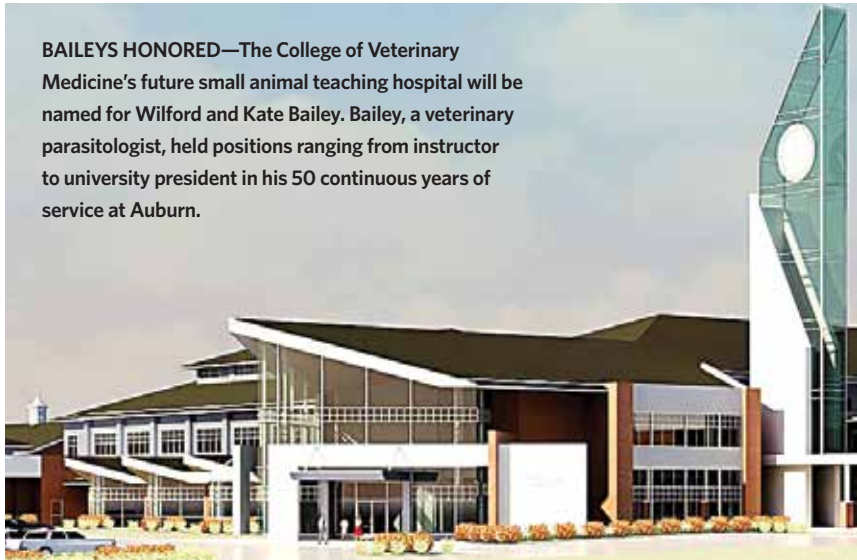 BAILEYS HONORED—The College of Veterinary
Medicine's future small animal teaching hospital will be
named for Wilford and Kate Bailey. Bailey, a veterinary
parasitologist, held positions ranging from instructor
to university president in his 50 continuous years of
service at Auburn.